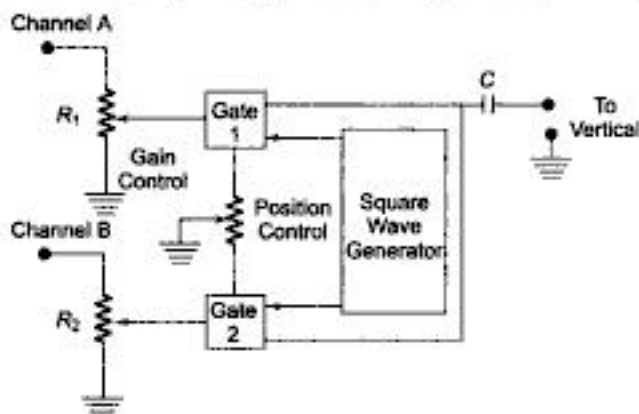 Channel A
R₁
Gain
Control
Gate
1
C
To
Vertical
Position
Control
Square
Wave
Generator
Channel B
R₂
Gate
2